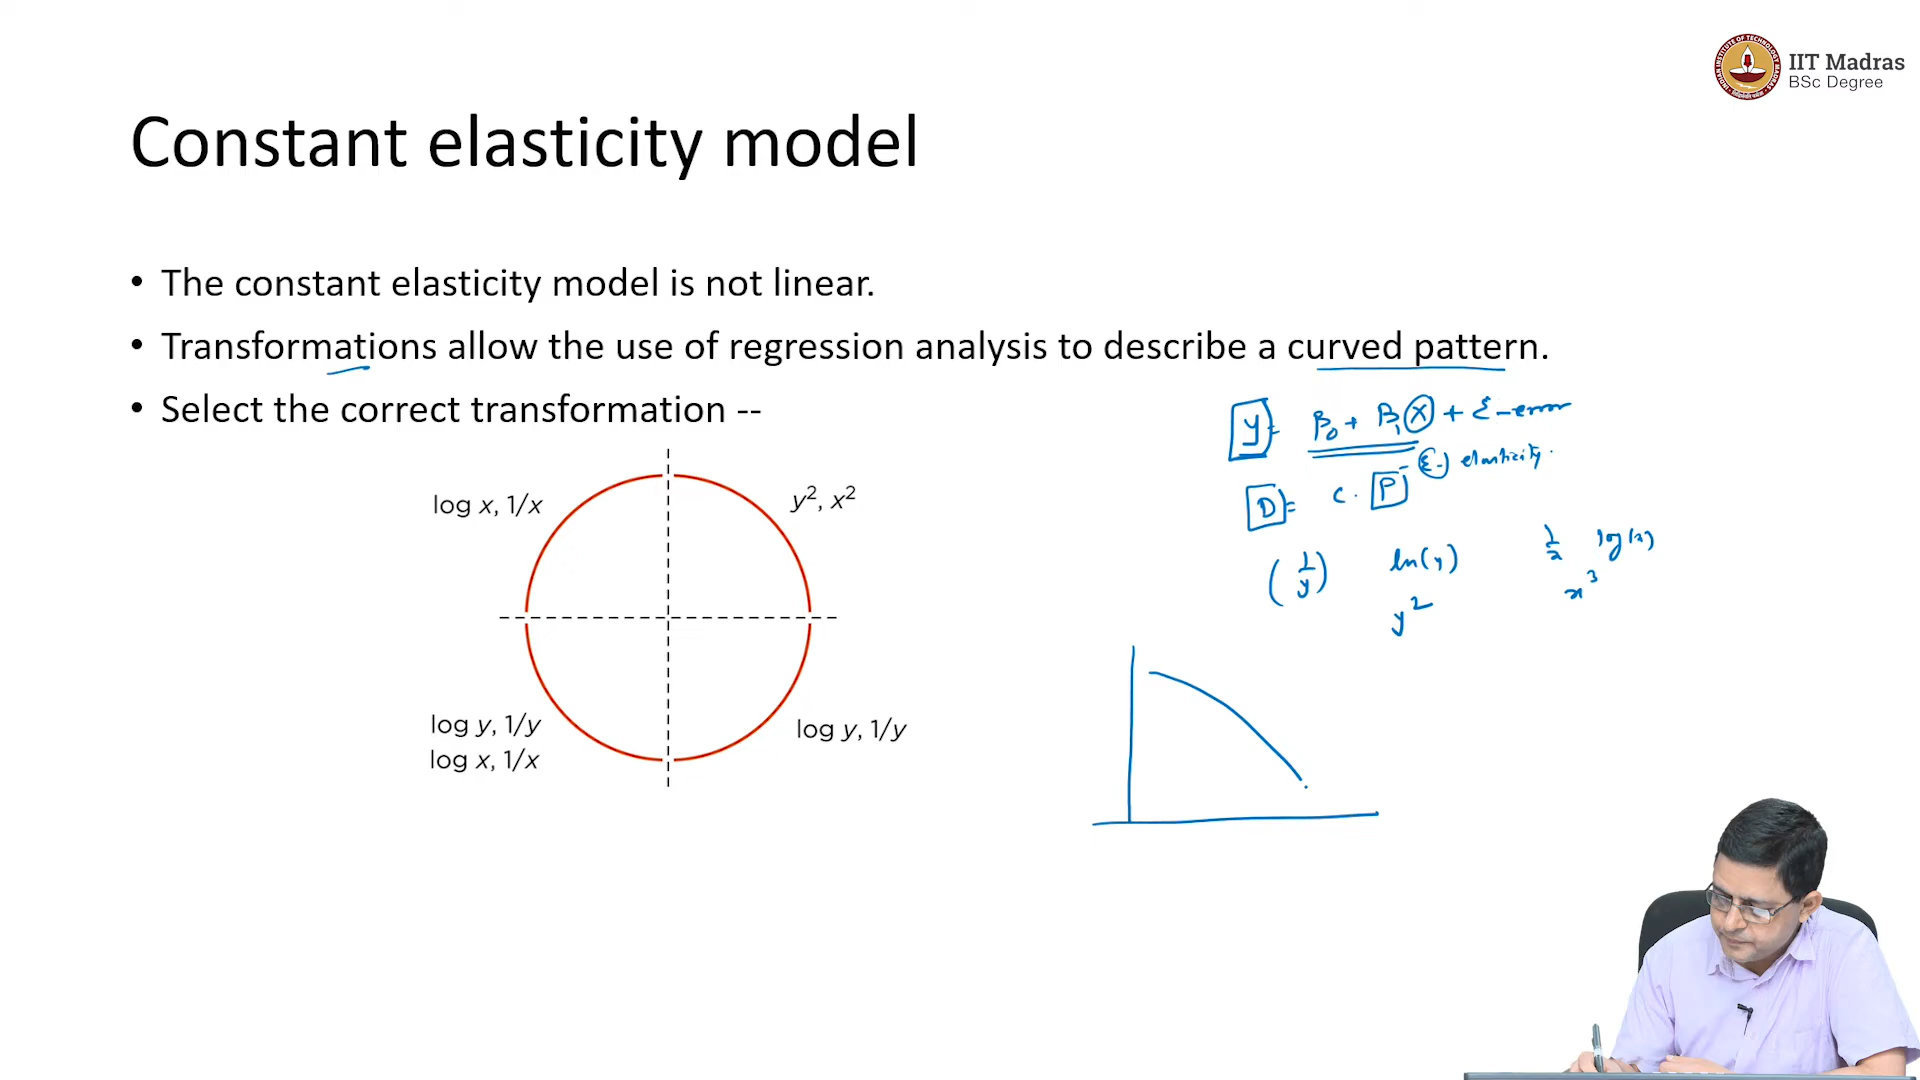 IIT Madras
BSc Degree
Constant elasticity model
• The constant elasticity model is not linear.
• Transformations allow the use of regression analysis to describe a curved pattern.
• Select the correct transformation --
y = β₀ + β₁ X + ε - error
D = c . P^-(ε-) elasticity.
(1/y) ln(y) 1/x log(x)
y² x³
log x, 1/x
y², x²
log y, 1/y
log x, 1/x
log y, 1/y